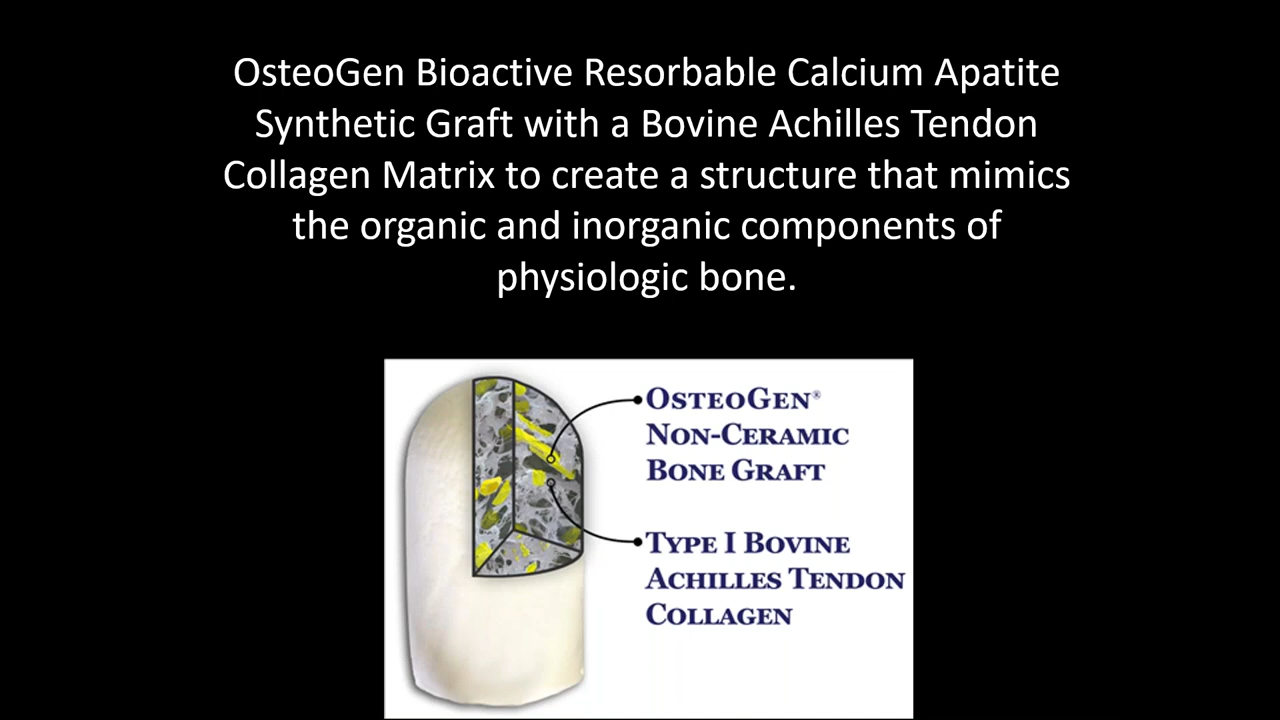 OsteoGen Bioactive Resorbable Calcium Apatite
Synthetic Graft with a Bovine Achilles Tendon
Collagen Matrix to create a structure that mimics
the organic and inorganic components of
physiologic bone.
OSTEOGEN®
NON-CERAMIC
BONE GRAFT
TYPE I BOVINE
ACHILLES TENDON
COLLAGEN